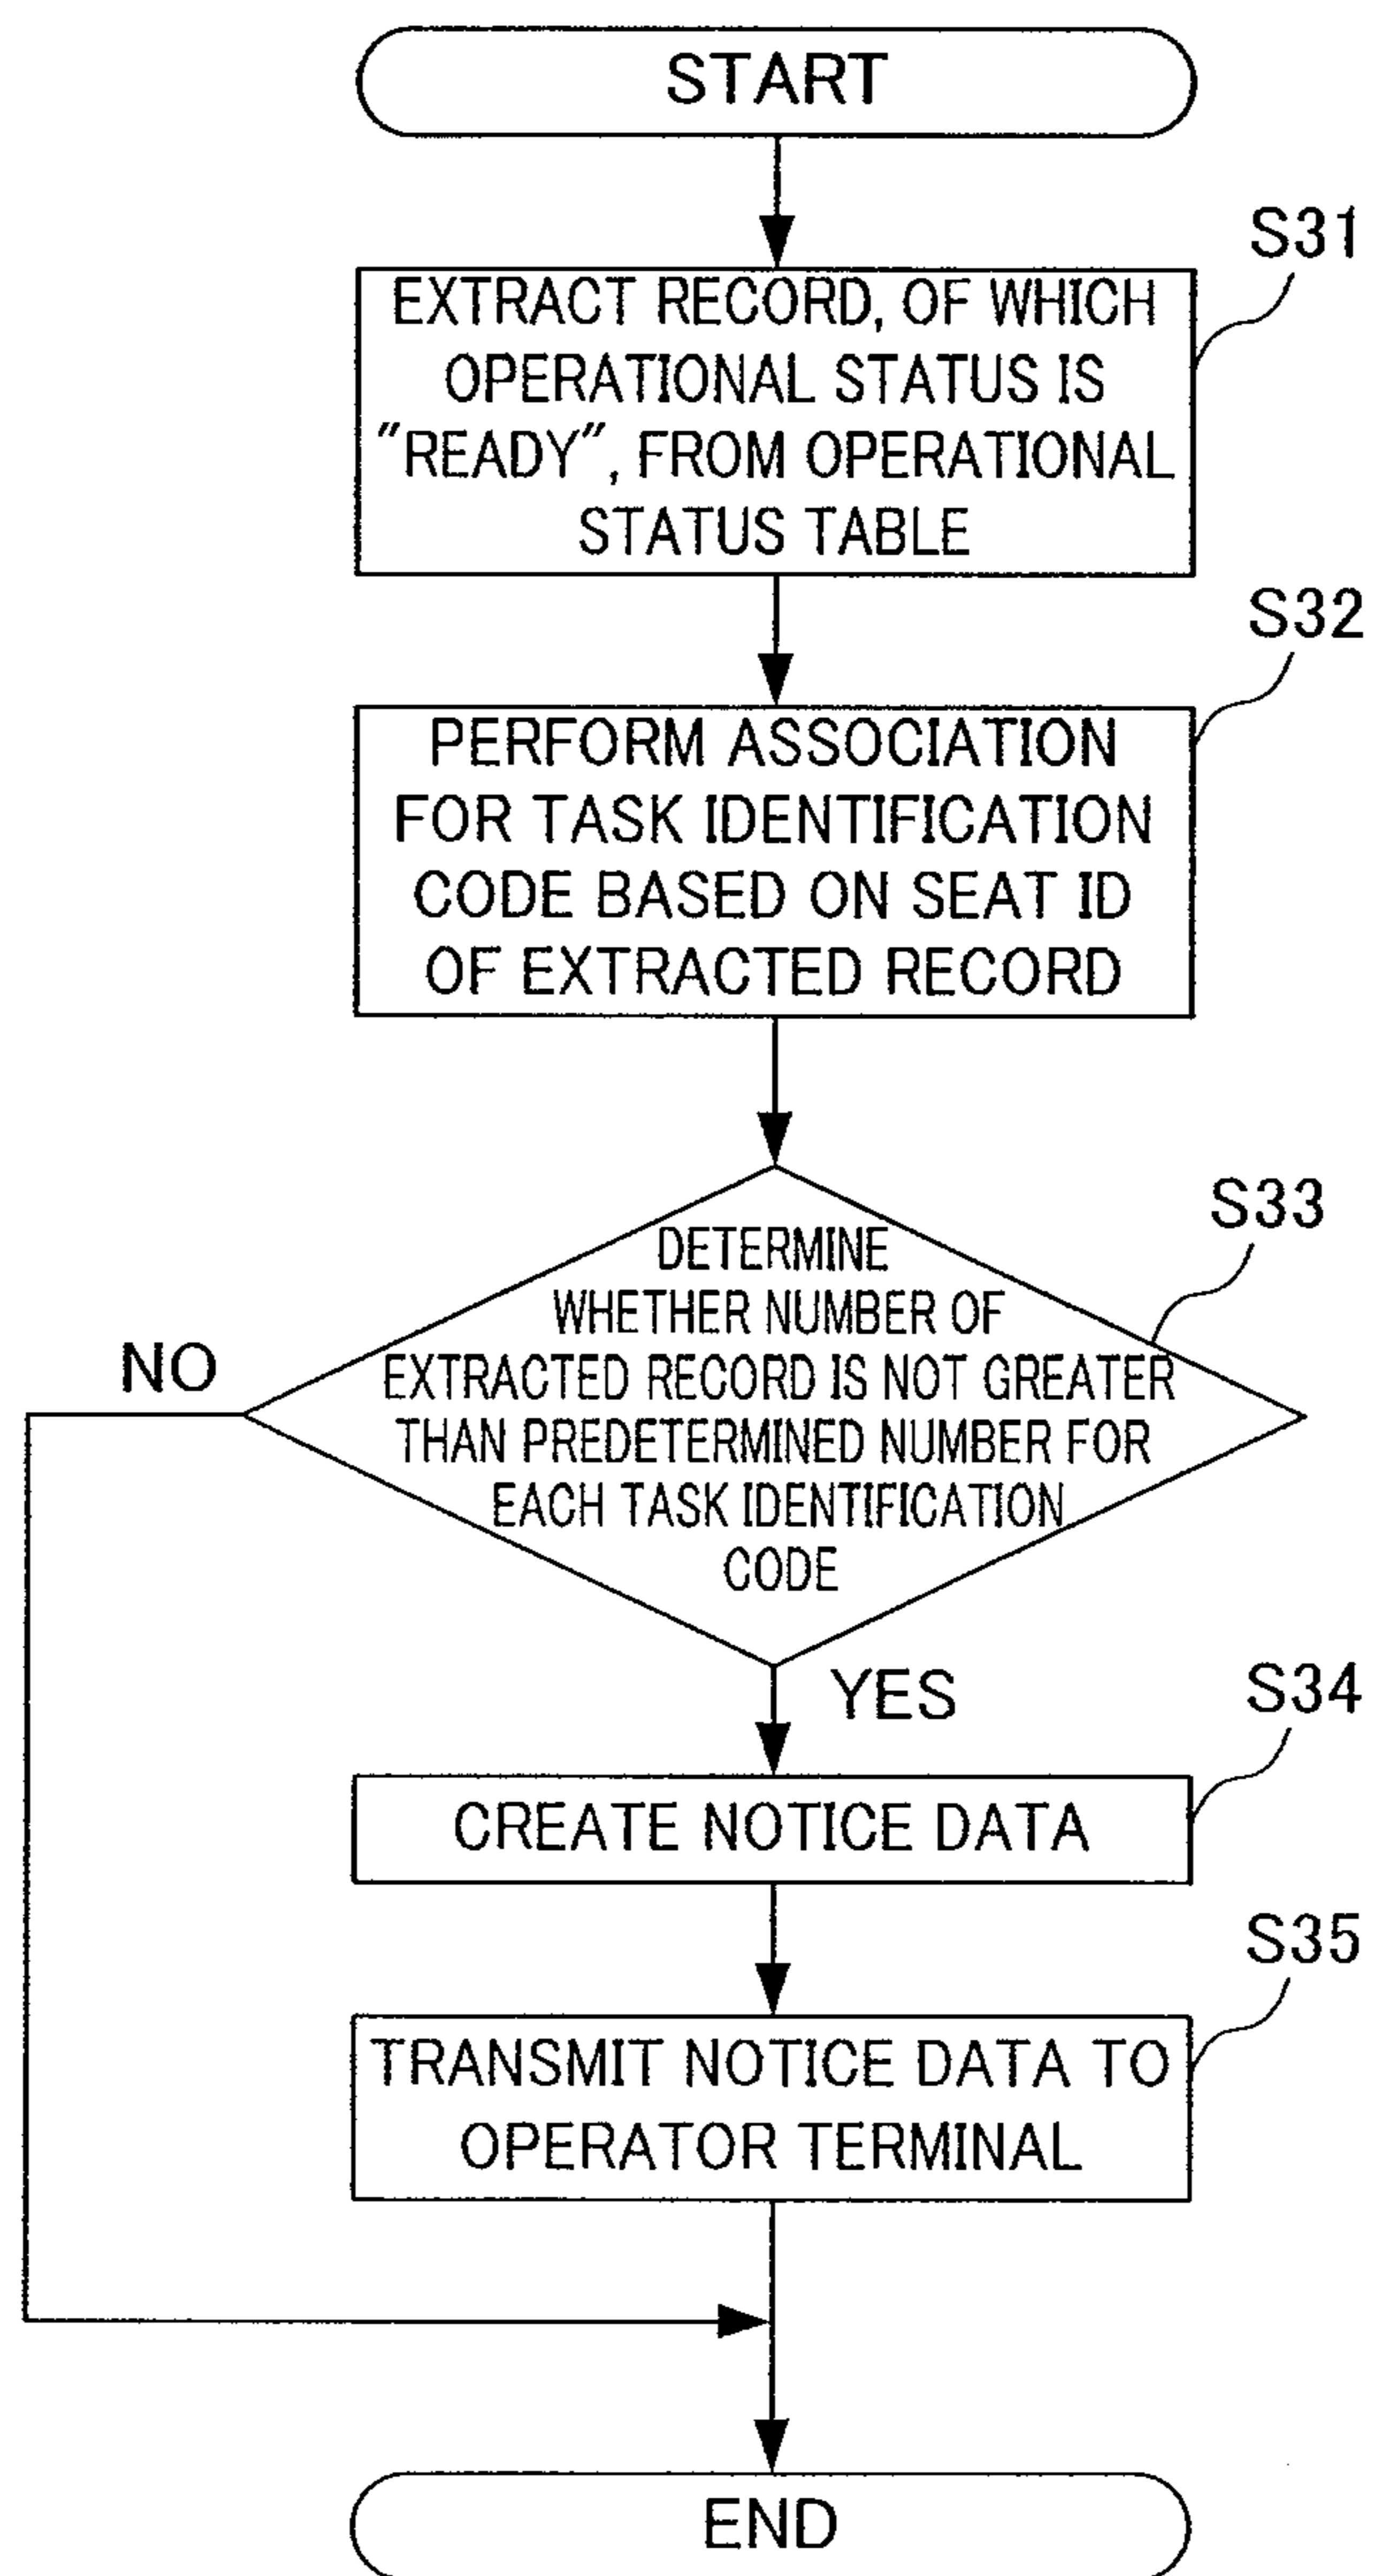 START
S31
EXTRACT RECORD, OF WHICH
OPERATIONAL STATUS IS
"READY", FROM OPERATIONAL
STATUS TABLE
S32
PERFORM ASSOCIATION
FOR TASK IDENTIFICATION
CODE BASED ON SEAT ID
OF EXTRACTED RECORD
S33
DETERMINE
WHETHER NUMBER OF
EXTRACTED RECORD IS NOT GREATER
THAN PREDETERMINED NUMBER FOR
EACH TASK IDENTIFICATION
CODE
NO
YES
S34
CREATE NOTICE DATA
S35
TRANSMIT NOTICE DATA TO
OPERATOR TERMINAL
END